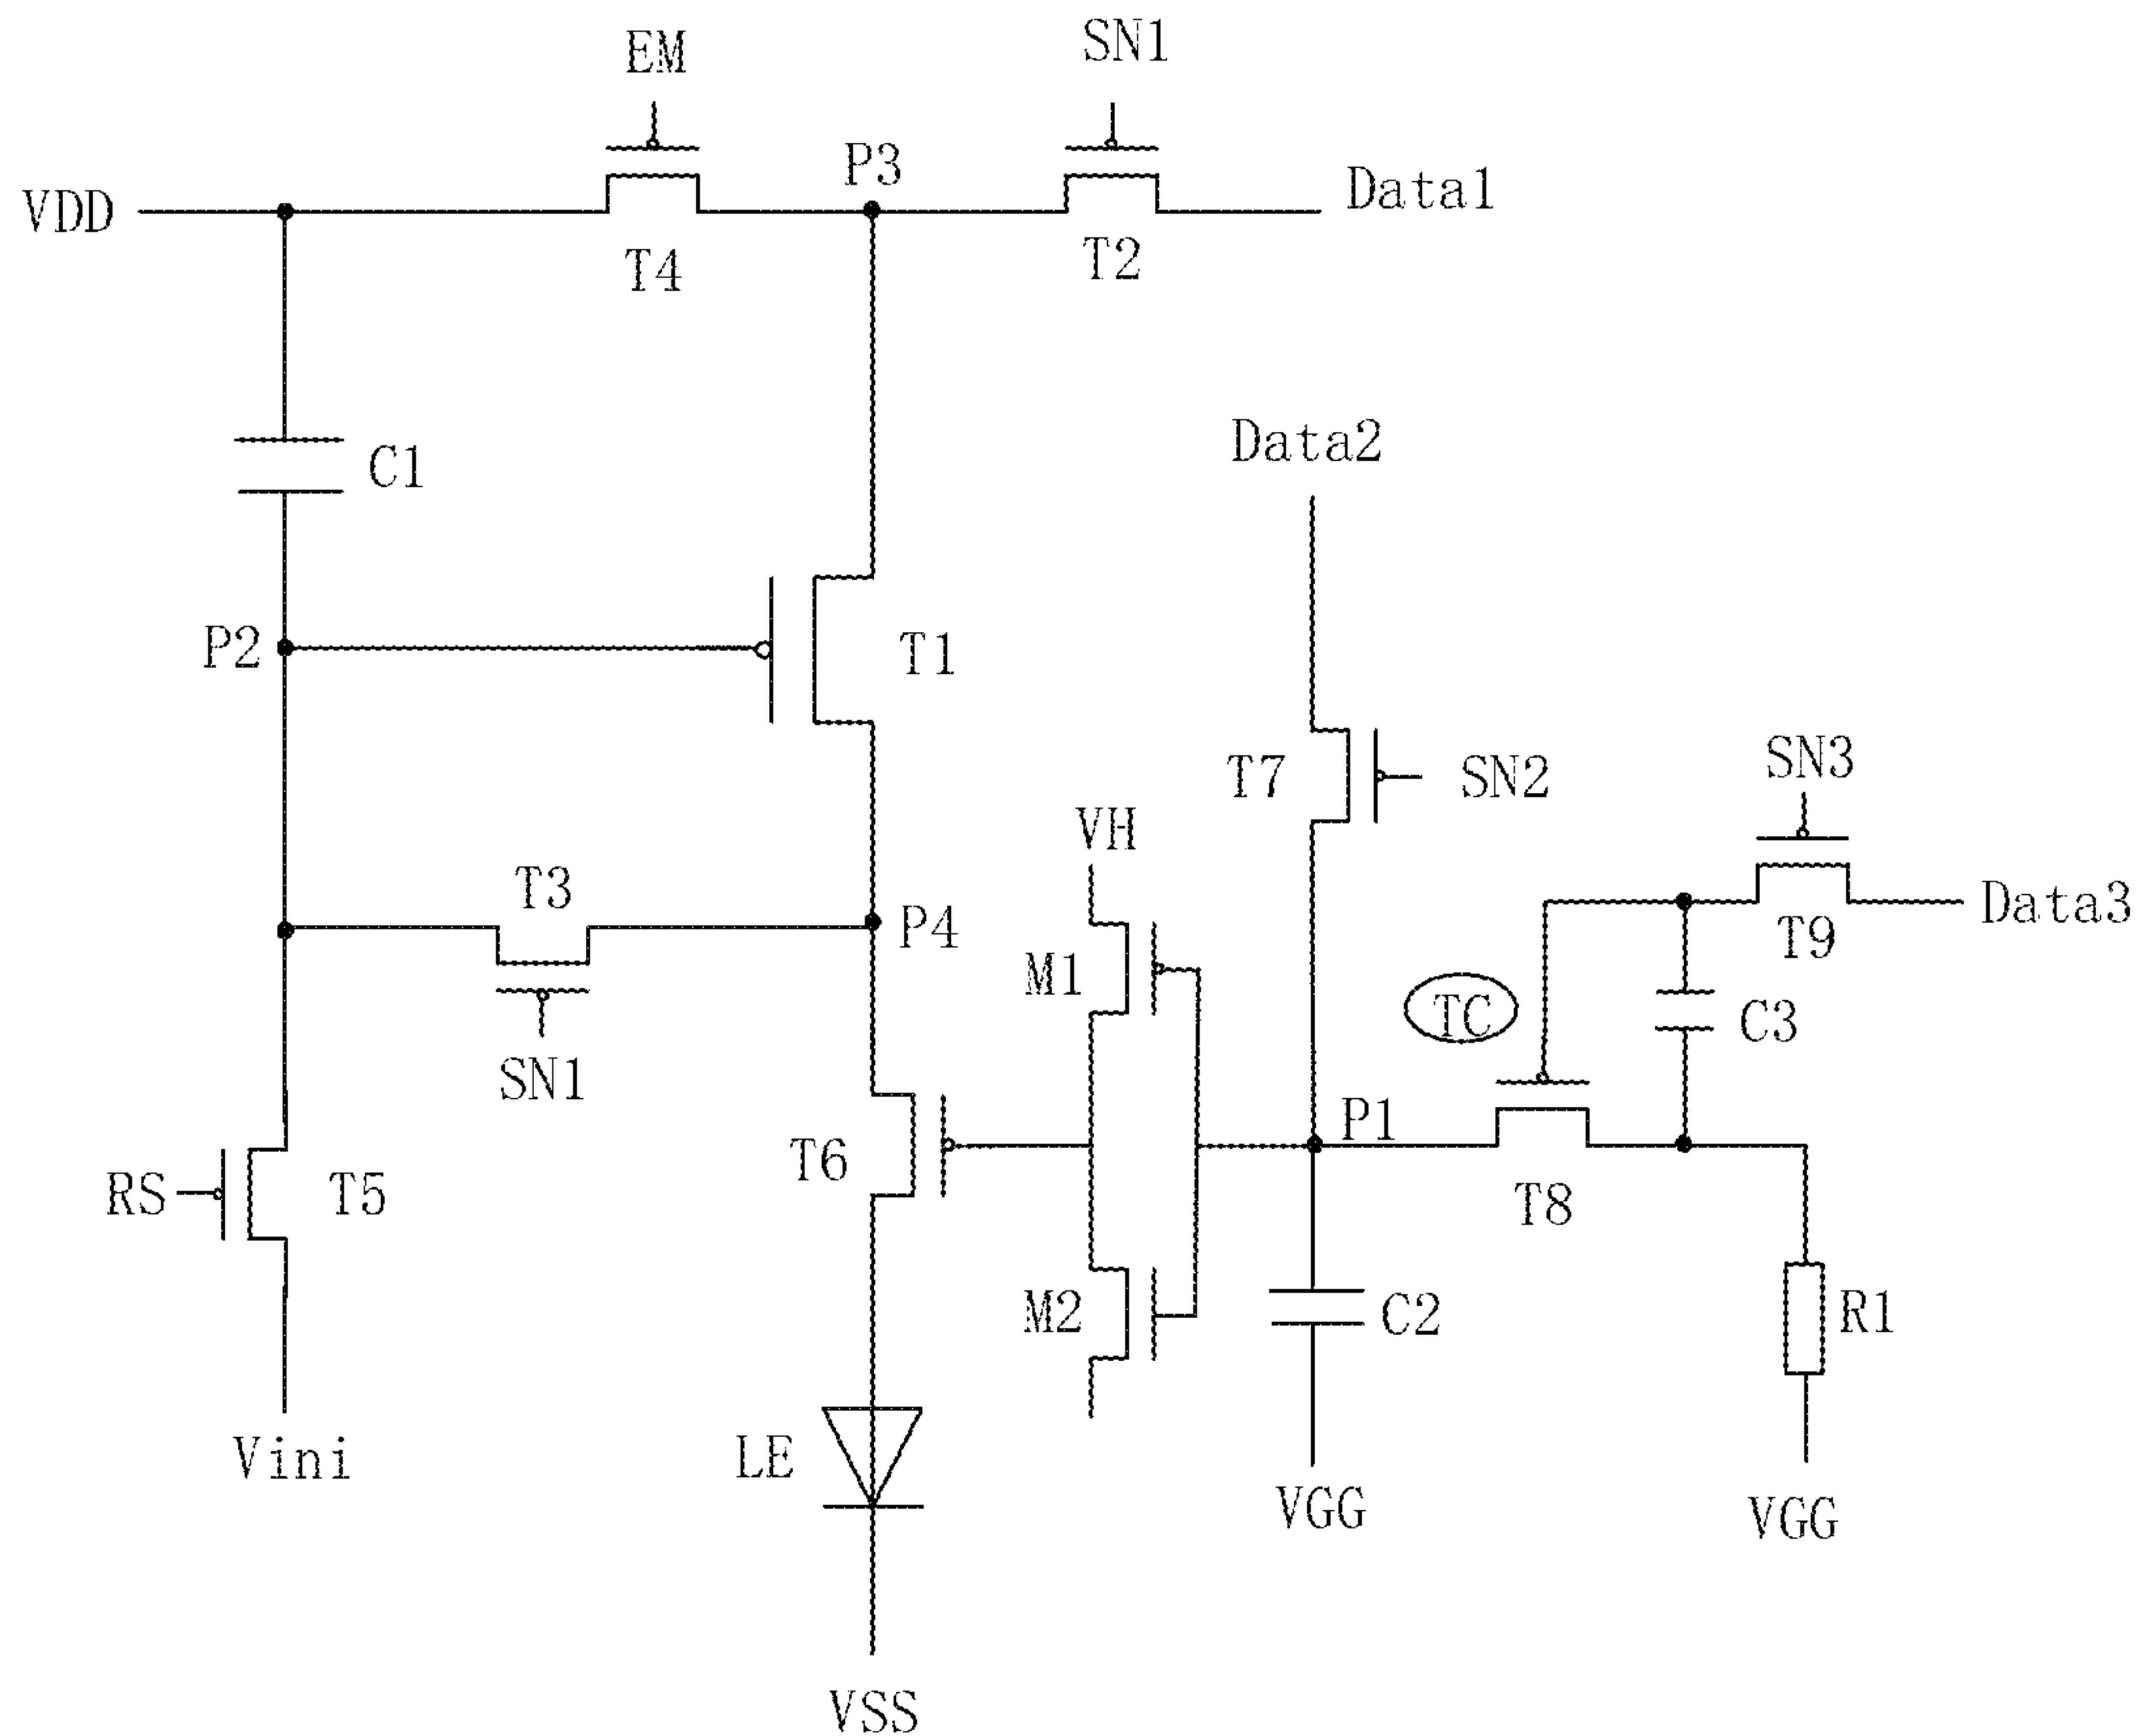 EM
SN1
VDD
P3
Data1
T4
T2
C1
Data2
P2
T1
T7
SN2
SN3
VH
T3
P4
M1
T9
Data3
TC
C3
SN1
P1
T6
T8
RS
T5
M2
C2
R1
Vini
LE
VGG
VGG
VSS